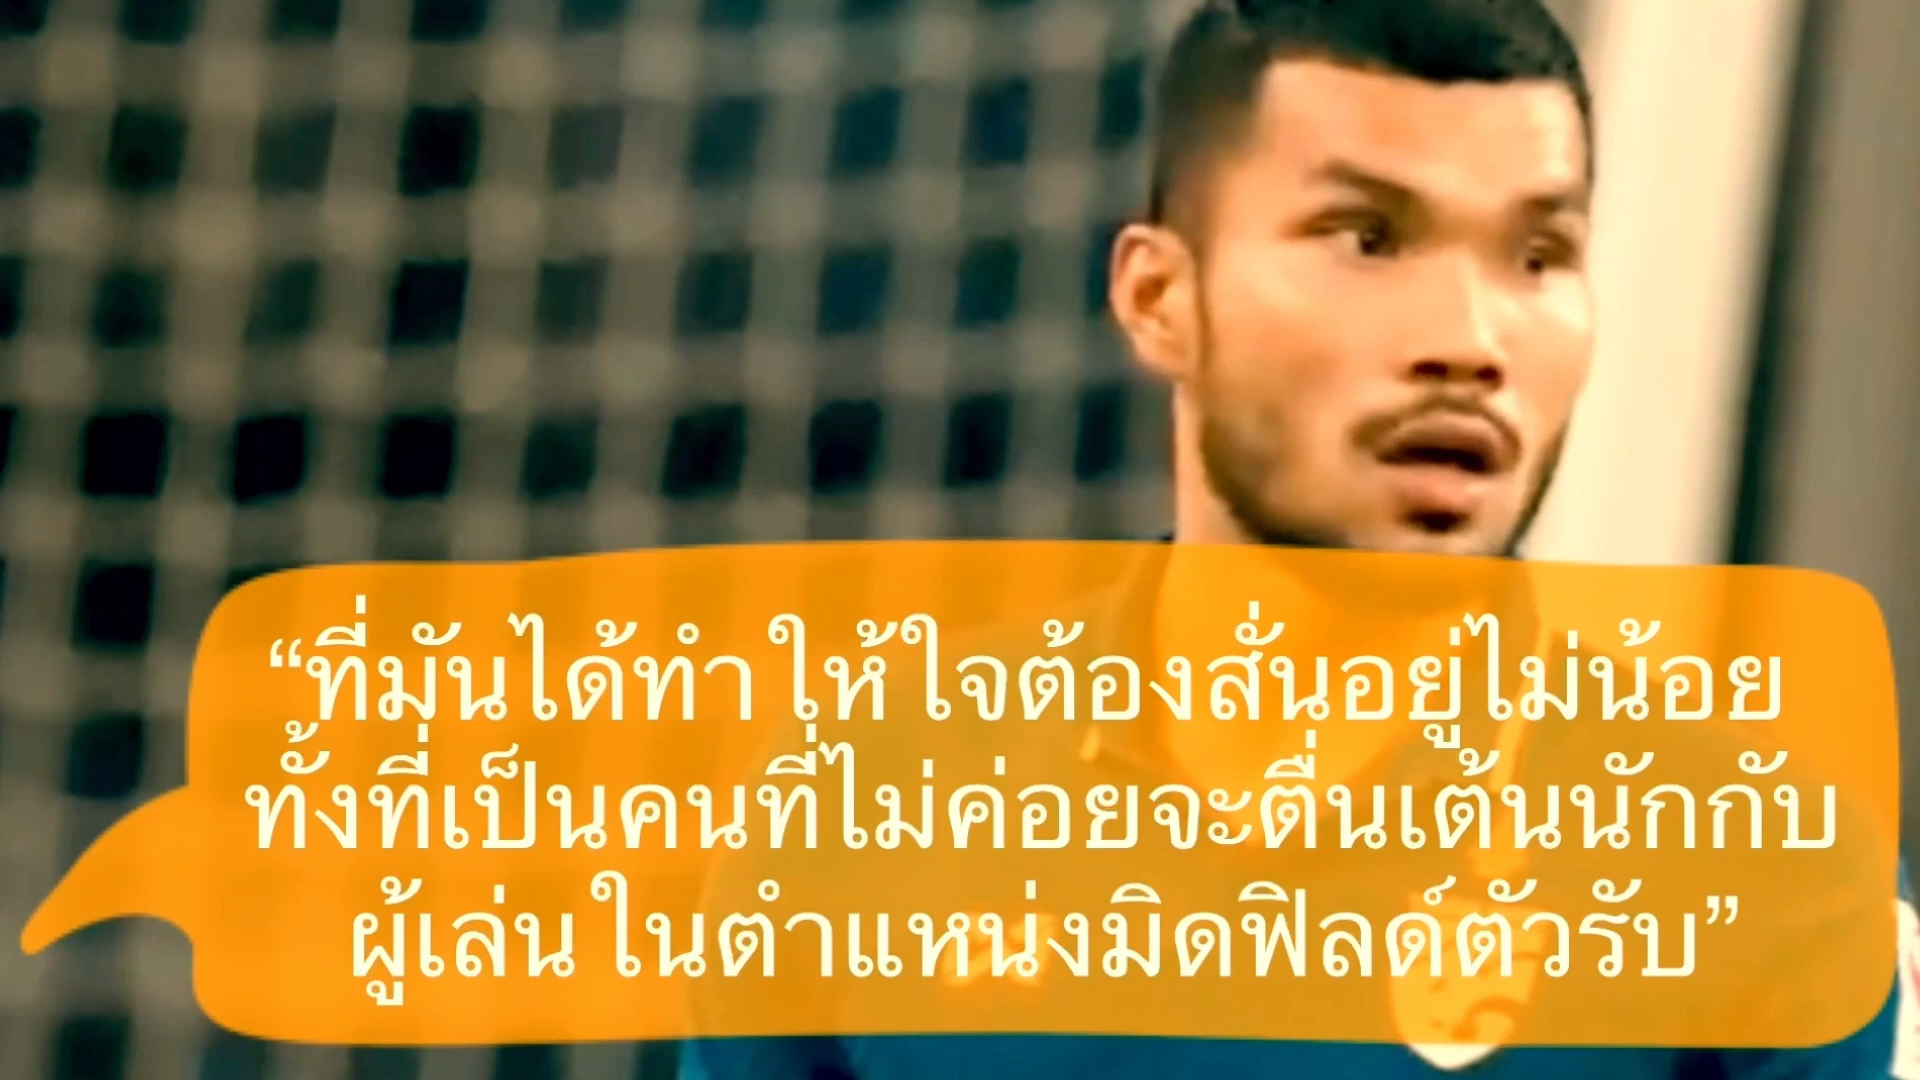 “ที่มันได้ทำให้ใจต้องสั่นอยู่ไม่น้อย
ทั้งที่เป็นคนที่ไม่ค่อยจะตื่นเต้นนักกับ
ผู้เล่นในตำแหน่งมิดฟิลด์ตัวรับ”